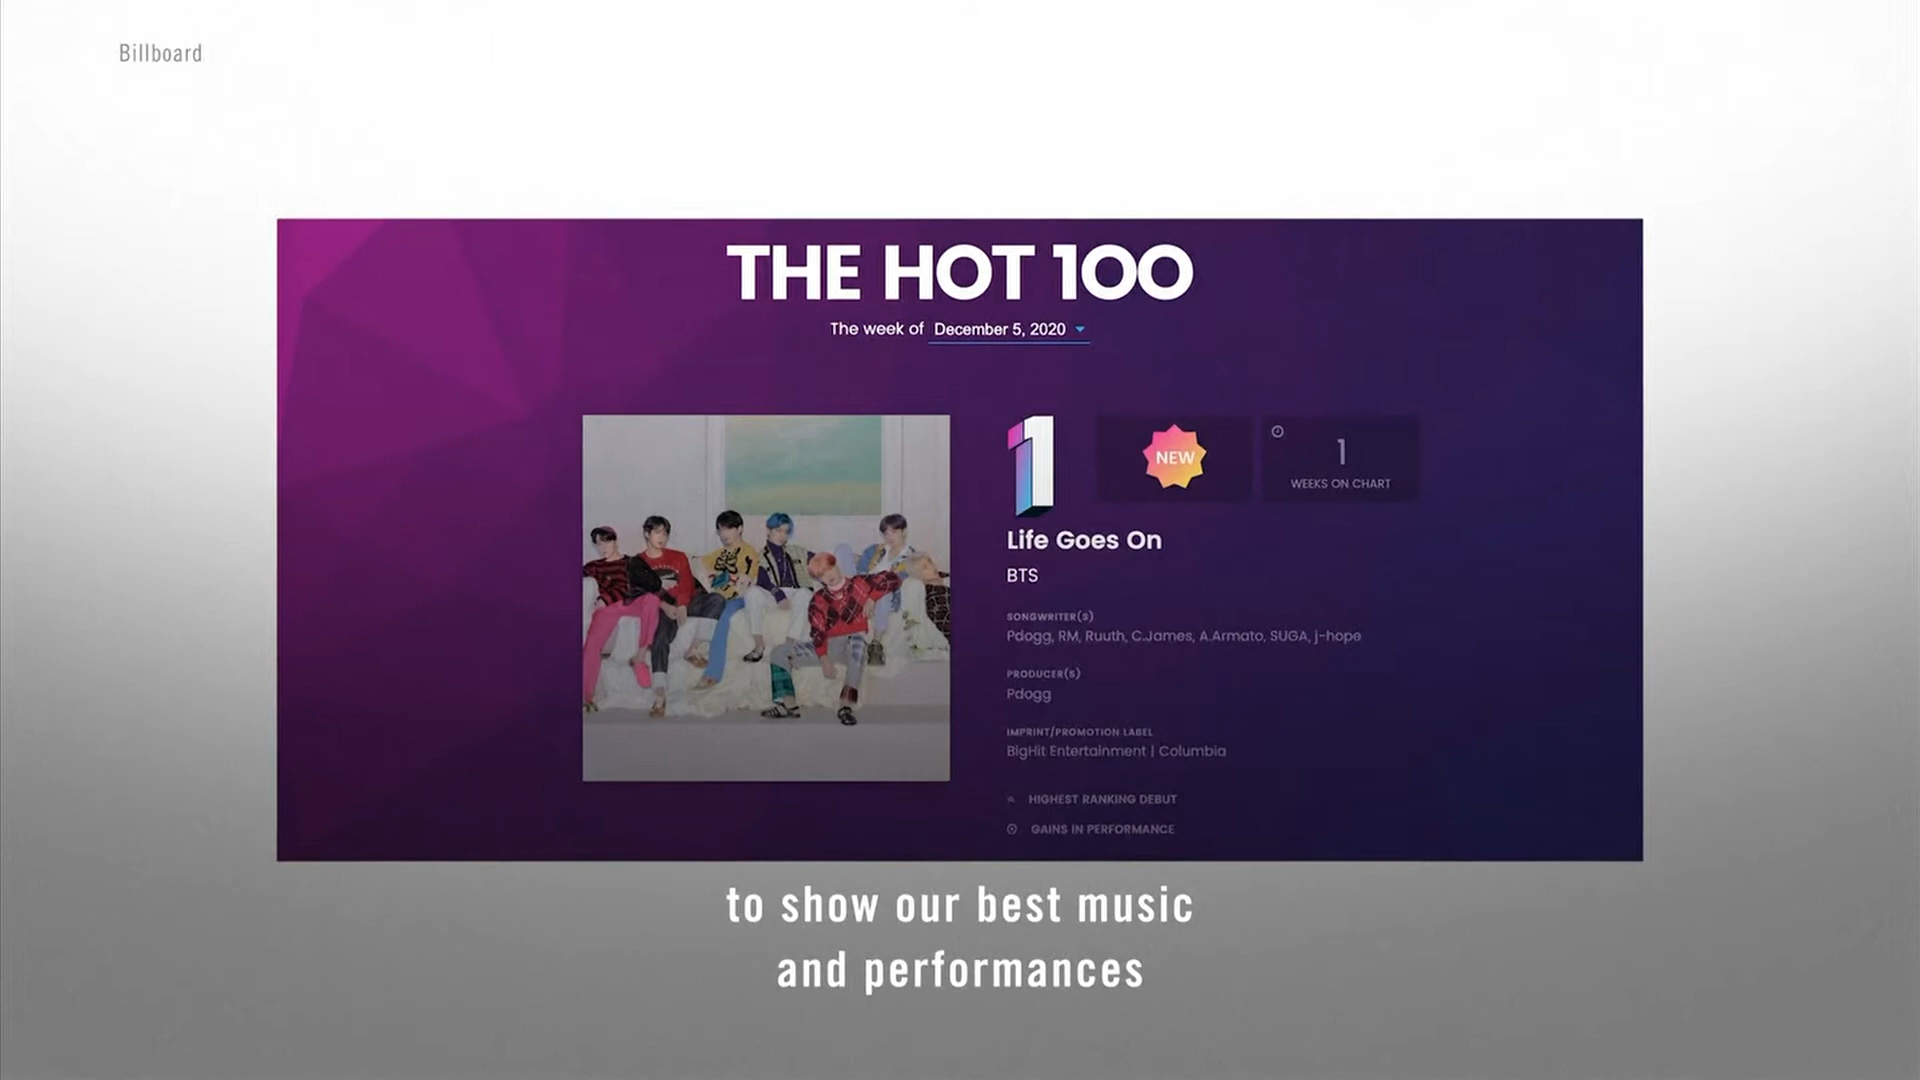 Billboard
THE HOT 100
The week of December 5, 2020
1
NEW
1
WEEKS ON CHART
Life Goes On
BTS
SONGWRITER(S)
Pdogg, RM, Ruuth, C.James, A.Armato, SUGA, j-hope
PRODUCER(S)
Pdogg
IMPRINT/PROMOTION LABEL
BigHit Entertainment | Columbia
HIGHEST RANKING DEBUT
GAINS IN PERFORMANCE
to show our best music
and performances